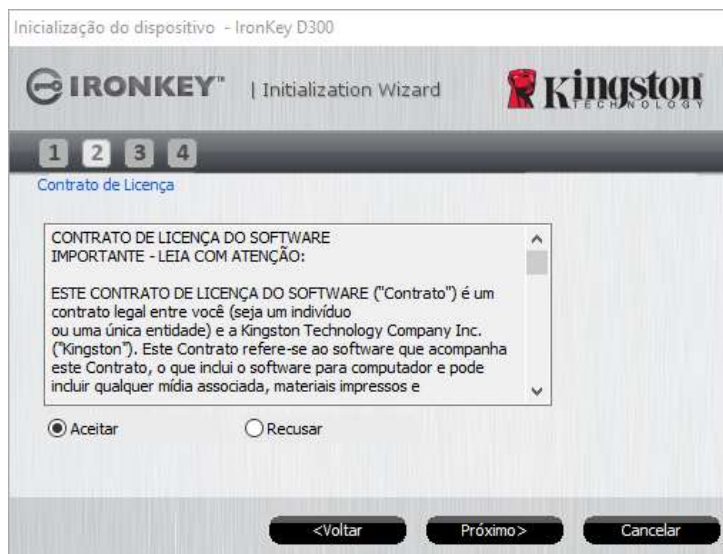 Inicialização do dispositivo - IronKey D300
IRONKEY™ | Initialization Wizard
Kingston
TECHNOLOGY
1 2 3 4
Contrato de Licença
CONTRATO DE LICENÇA DO SOFTWARE
IMPORTANTE - LEIA COM ATENÇÃO:
ESTE CONTRATO DE LICENÇA DO SOFTWARE ("Contrato") é um
contrato legal entre você (seja um indivíduo
ou uma única entidade) e a Kingston Technology Company Inc.
("Kingston"). Este Contrato refere-se ao software que acompanha
este Contrato, o que inclui o software para computador e pode
incluir qualquer mídia associada, materiais impressos e
Aceitar Recusar
<Voltar Próximo> Cancelar